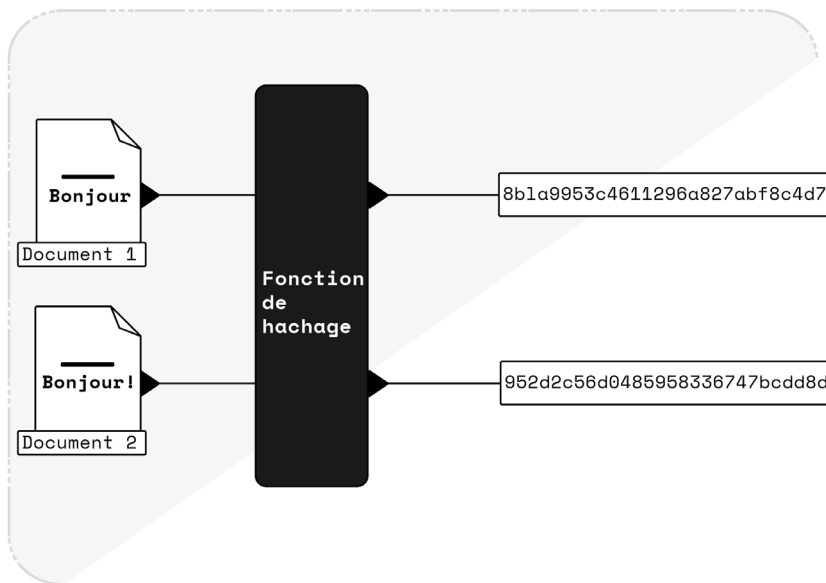 Bonjour
8b1a9953c4611296a827abf8c4d7
Document 1
Fonction
de
hachage
Bonjour!
952d2c56d0485958336747bcdd8d
Document 2